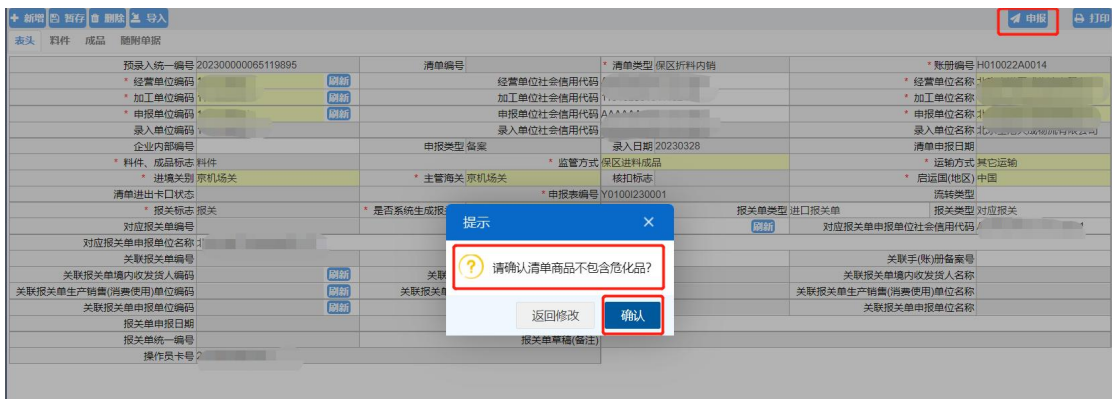 新增 暂存 删除 导入 申报 打印
表头 料件 成品 随附单据
预录入统一编号 202300000065119895 清单编号 * 清单类型 保区折料内销 * 账册编号 H010022A0014
* 经营单位编码 刷新 经营单位社会信用代码 * 经营单位名称
* 加工单位编码 刷新 加工单位社会信用代码 * 加工单位名称
* 申报单位编码 刷新 申报单位社会信用代码 * 申报单位名称
录入单位编码 录入单位社会信用代码 录入单位名称
企业内部编号 申报类型 备案 录入日期 20230328 清单申报日期
* 料件、成品标志 料件 * 监管方式 保区进料成品 * 运输方式 其它运输
* 进境关别 京机场关 * 主管海关 京机场关 核扣标志 * 启运国(地区) 中国
清单进出卡口状态 * 申报表编号 Y0100I230001 流转类型
* 报关标志 报关 * 是否系统生成报 报关单类型 进口报关单 报关类型 对应报关
对应报关单编号 刷新 对应报关单申报单位社会信用代码
对应报关单申报单位名称
关联报关单编号 关联手(账)册备案号
关联报关单境内收发货人编码 刷新 关联 关联报关单境内收发货人名称
关联报关单生产销售(消费使用)单位编码 刷新 关联报关单 关联报关单生产销售(消费使用)单位名称
关联报关单申报单位编码 刷新 关联报关单申报单位名称
报关单申报日期
报关单统一编号 报关单草稿(备注)
操作员卡号
提示
请确认清单商品不包含危化品?
返回修改 确认